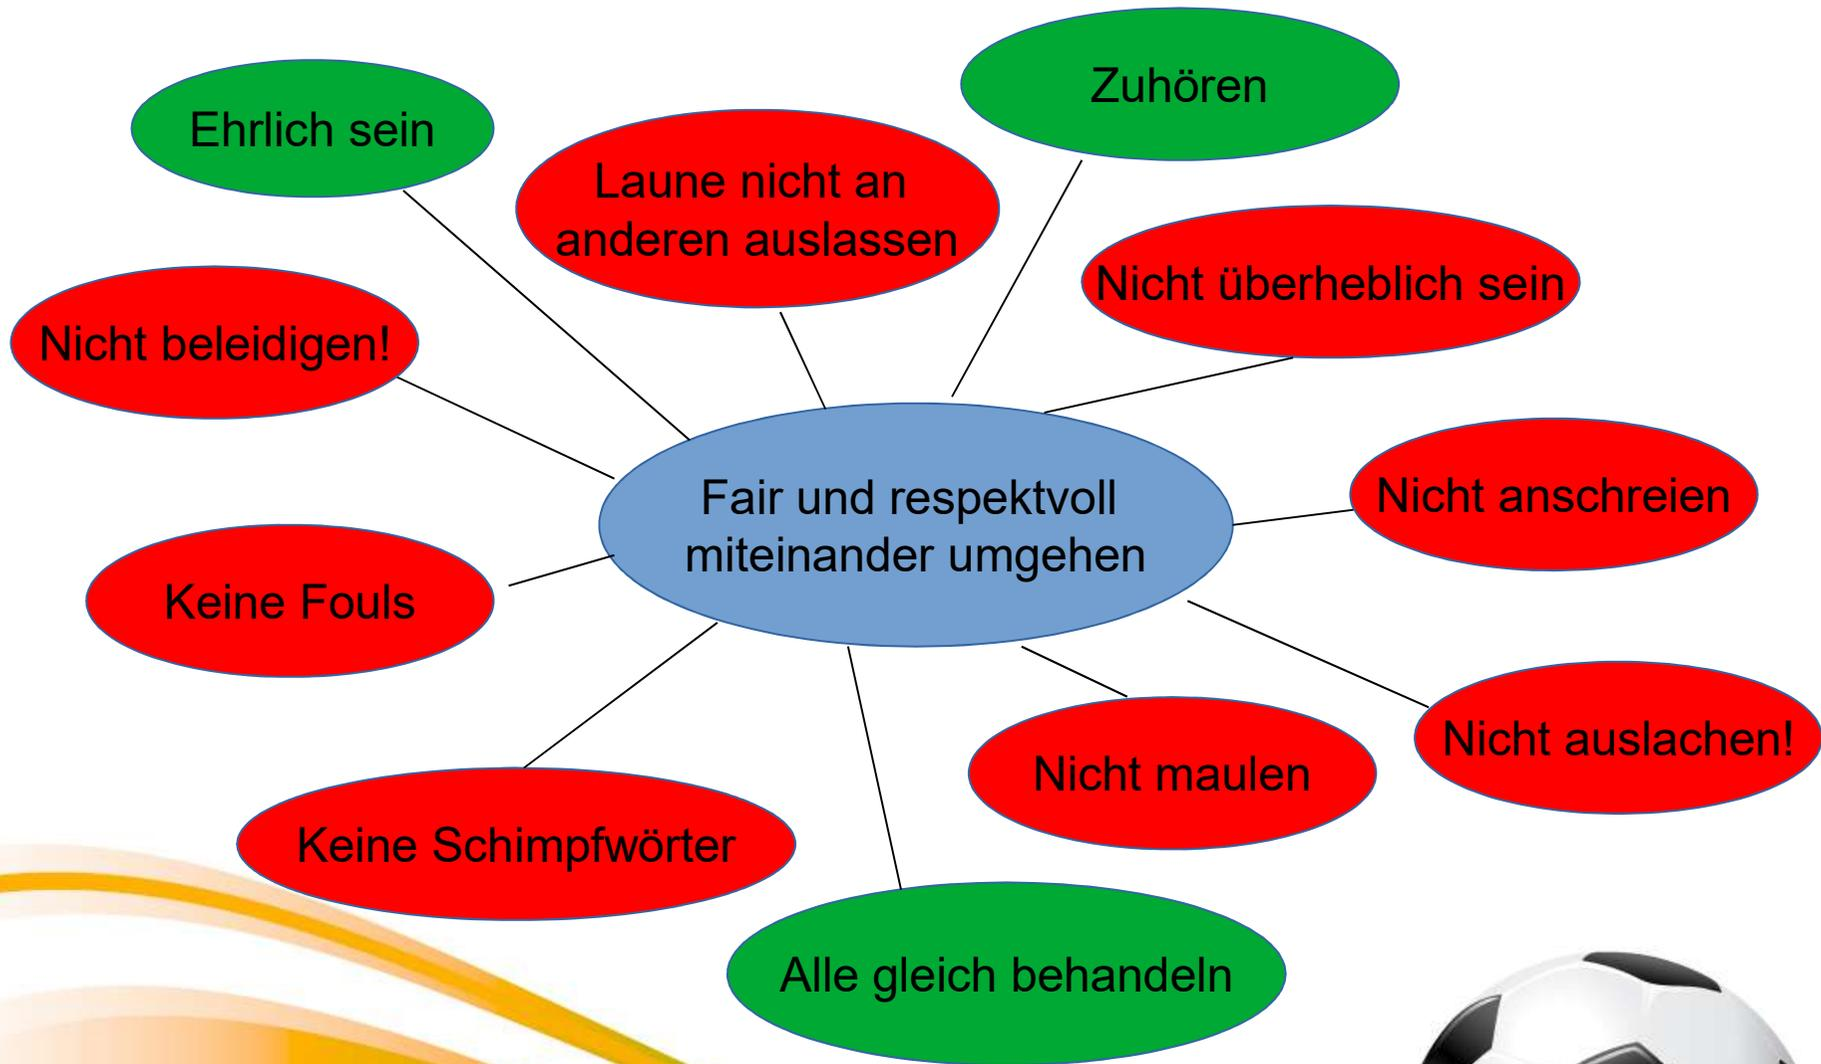 Zuhören
Ehrlich sein
Laune nicht an
anderen auslassen
Nicht überheblich sein
Nicht beleidigen!
Fair und respektvoll
miteinander umgehen
Nicht anschreien
Keine Fouls
Nicht auslachen!
Nicht maulen
Keine Schimpfwörter
Alle gleich behandeln